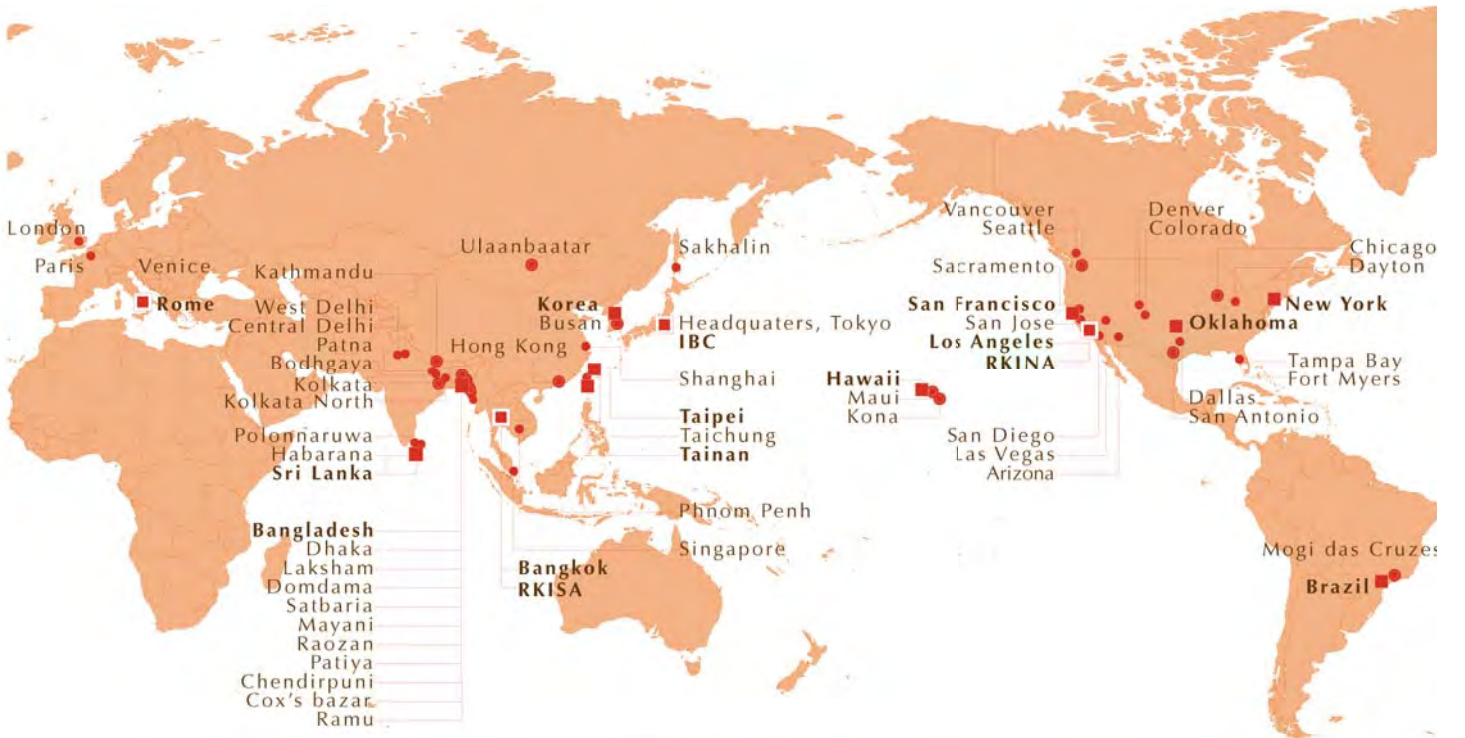 London
Paris
Venice
Rome
Kathmandu
West Delhi
Central Delhi
Patna
Bodhgaya
Kolkata
Kolkata North
Polonnaruwa
Habarana
Sri Lanka
Bangladesh
Dhaka
Laksham
Domdama
Satbaria
Mayani
Raozan
Patiya
Chendirpuni
Cox's bazar
Ramu
Ulaanbaatar
Hong Kong
Korea
Busan
Bangkok
RKISA
Sakhalin
Headquaters, Tokyo
IBC
Shanghai
Taipei
Taichung
Tainan
Phnom Penh
Singapore
Vancouver
Seattle
Sacramento
San Francisco
San Jose
Los Angeles
RKINA
Hawaii
Maui
Kona
San Diego
Las Vegas
Arizona
Denver
Colorado
Chicago
Dayton
New York
Oklahoma
Tampa Bay
Fort Myers
Dallas
San Antonio
Mogi das Cruzes
Brazil